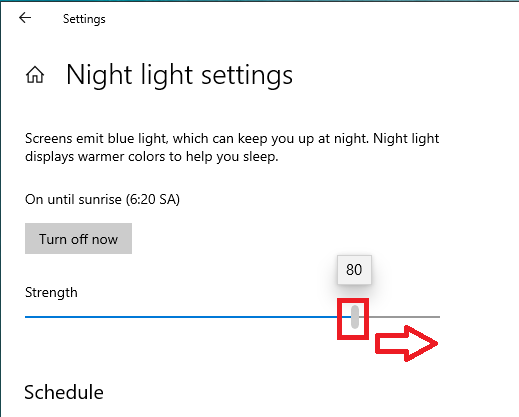 Settings
Night light settings
Screens emit blue light, which can keep you up at night. Night light
displays warmer colors to help you sleep.
On until sunrise (6:20 SA)
Turn off now
80
Strength
Schedule